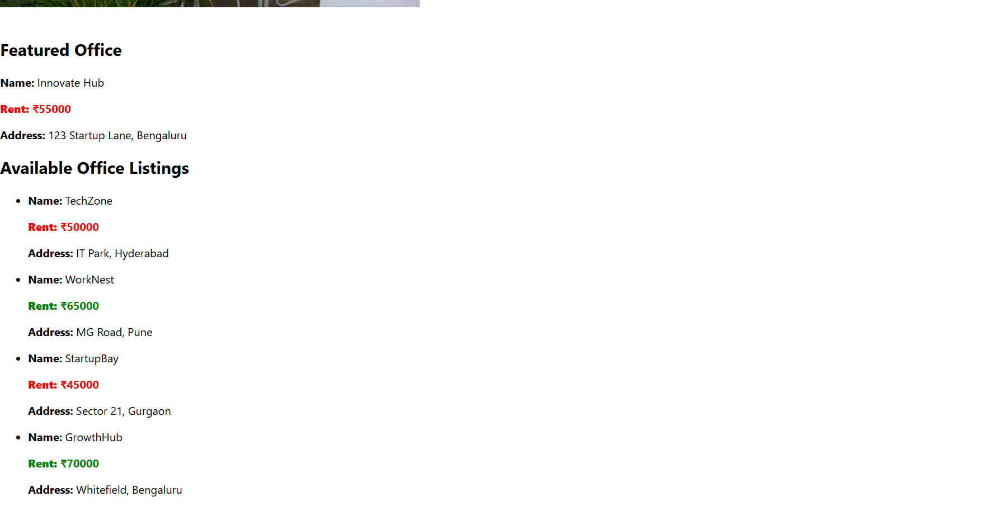 Featured Office
Name: Innovate Hub
Rent: ₹55000
Address: 123 Startup Lane, Bengaluru
Available Office Listings
Name: TechZone
Rent: ₹50000
Address: IT Park, Hyderabad
Name: WorkNest
Rent: ₹65000
Address: MG Road, Pune
Name: StartupBay
Rent: ₹45000
Address: Sector 21, Gurgaon
Name: GrowthHub
Rent: ₹70000
Address: Whitefield, Bengaluru